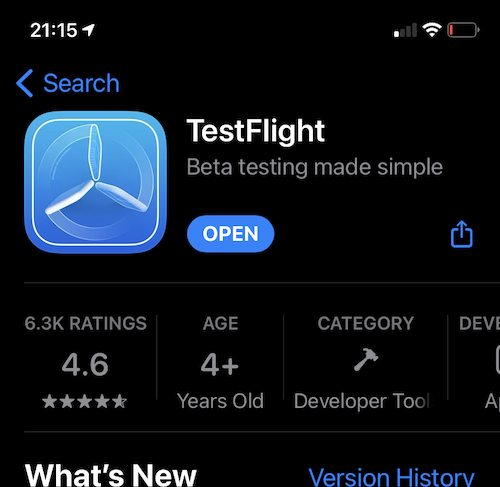 21:15
Search
TestFlight
Beta testing made simple
OPEN
6.3K RATINGS
AGE
CATEGORY
DEVE
4.6
4+
Years Old
Developer Tool
Ap
What's New
Version History